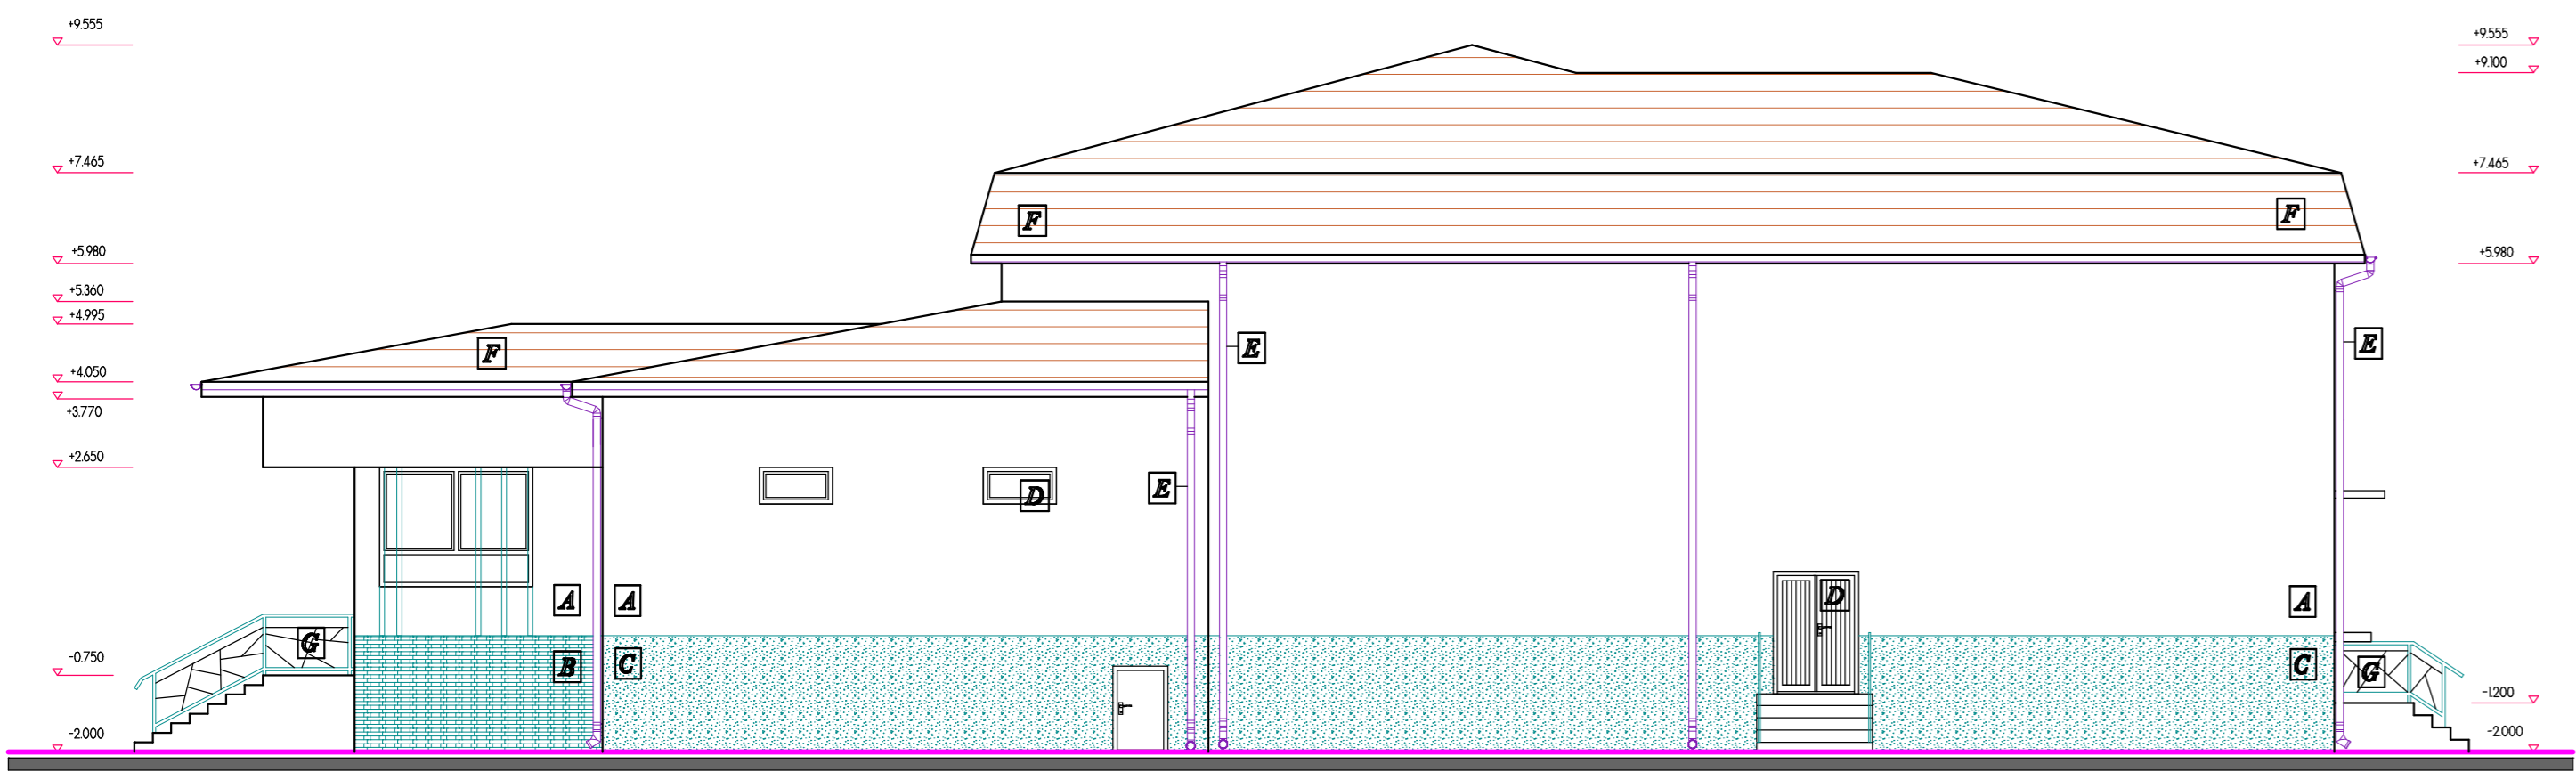 +9.555
+9.555
+9.100
+7.465
+7.465
F
F
+5.980
+5.980
+5.360
+4.995
E
E
F
+4.050
+3.770
+2.650
E
D
D
A
A
A
G
B
C
C
G
-0.750
-1.200
-2.000
-2.000